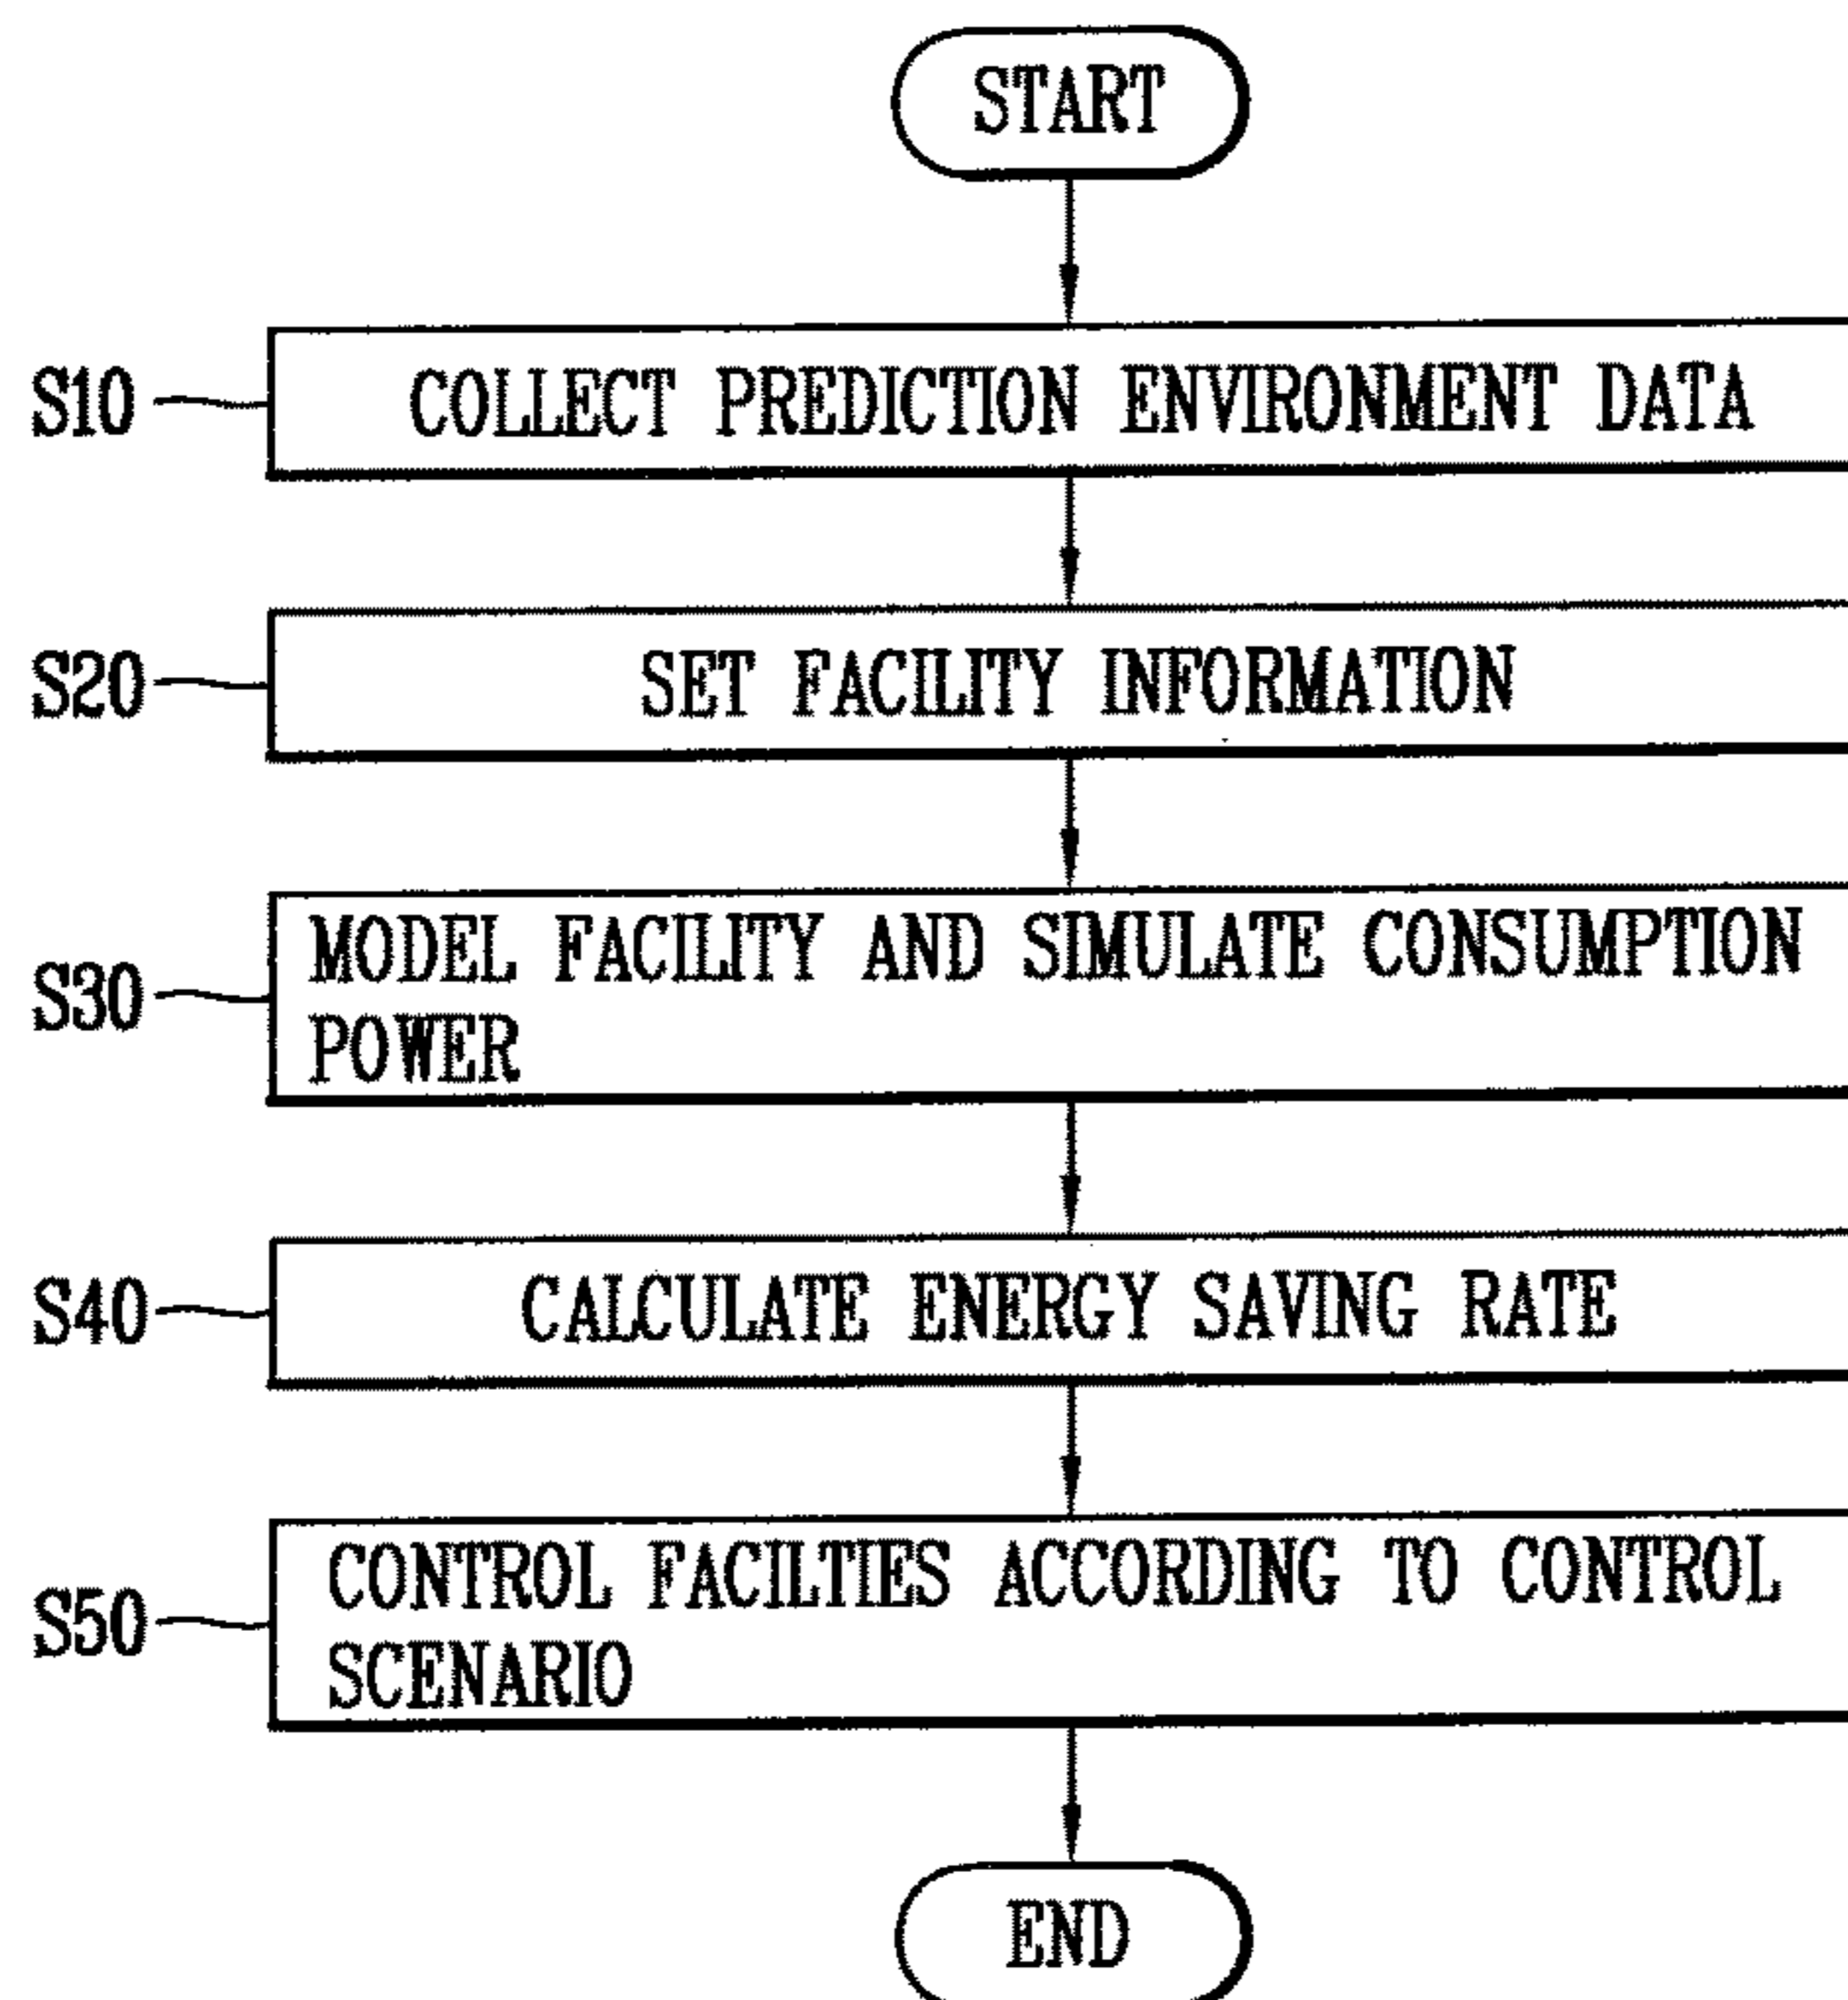 START
S10 COLLECT PREDICTION ENVIRONMENT DATA
S20 SET FACILITY INFORMATION
S30 MODEL FACILITY AND SIMULATE CONSUMPTION
POWER
S40 CALCULATE ENERGY SAVING RATE
S50 CONTROL FACILTIES ACCORDING TO CONTROL
SCENARIO
END